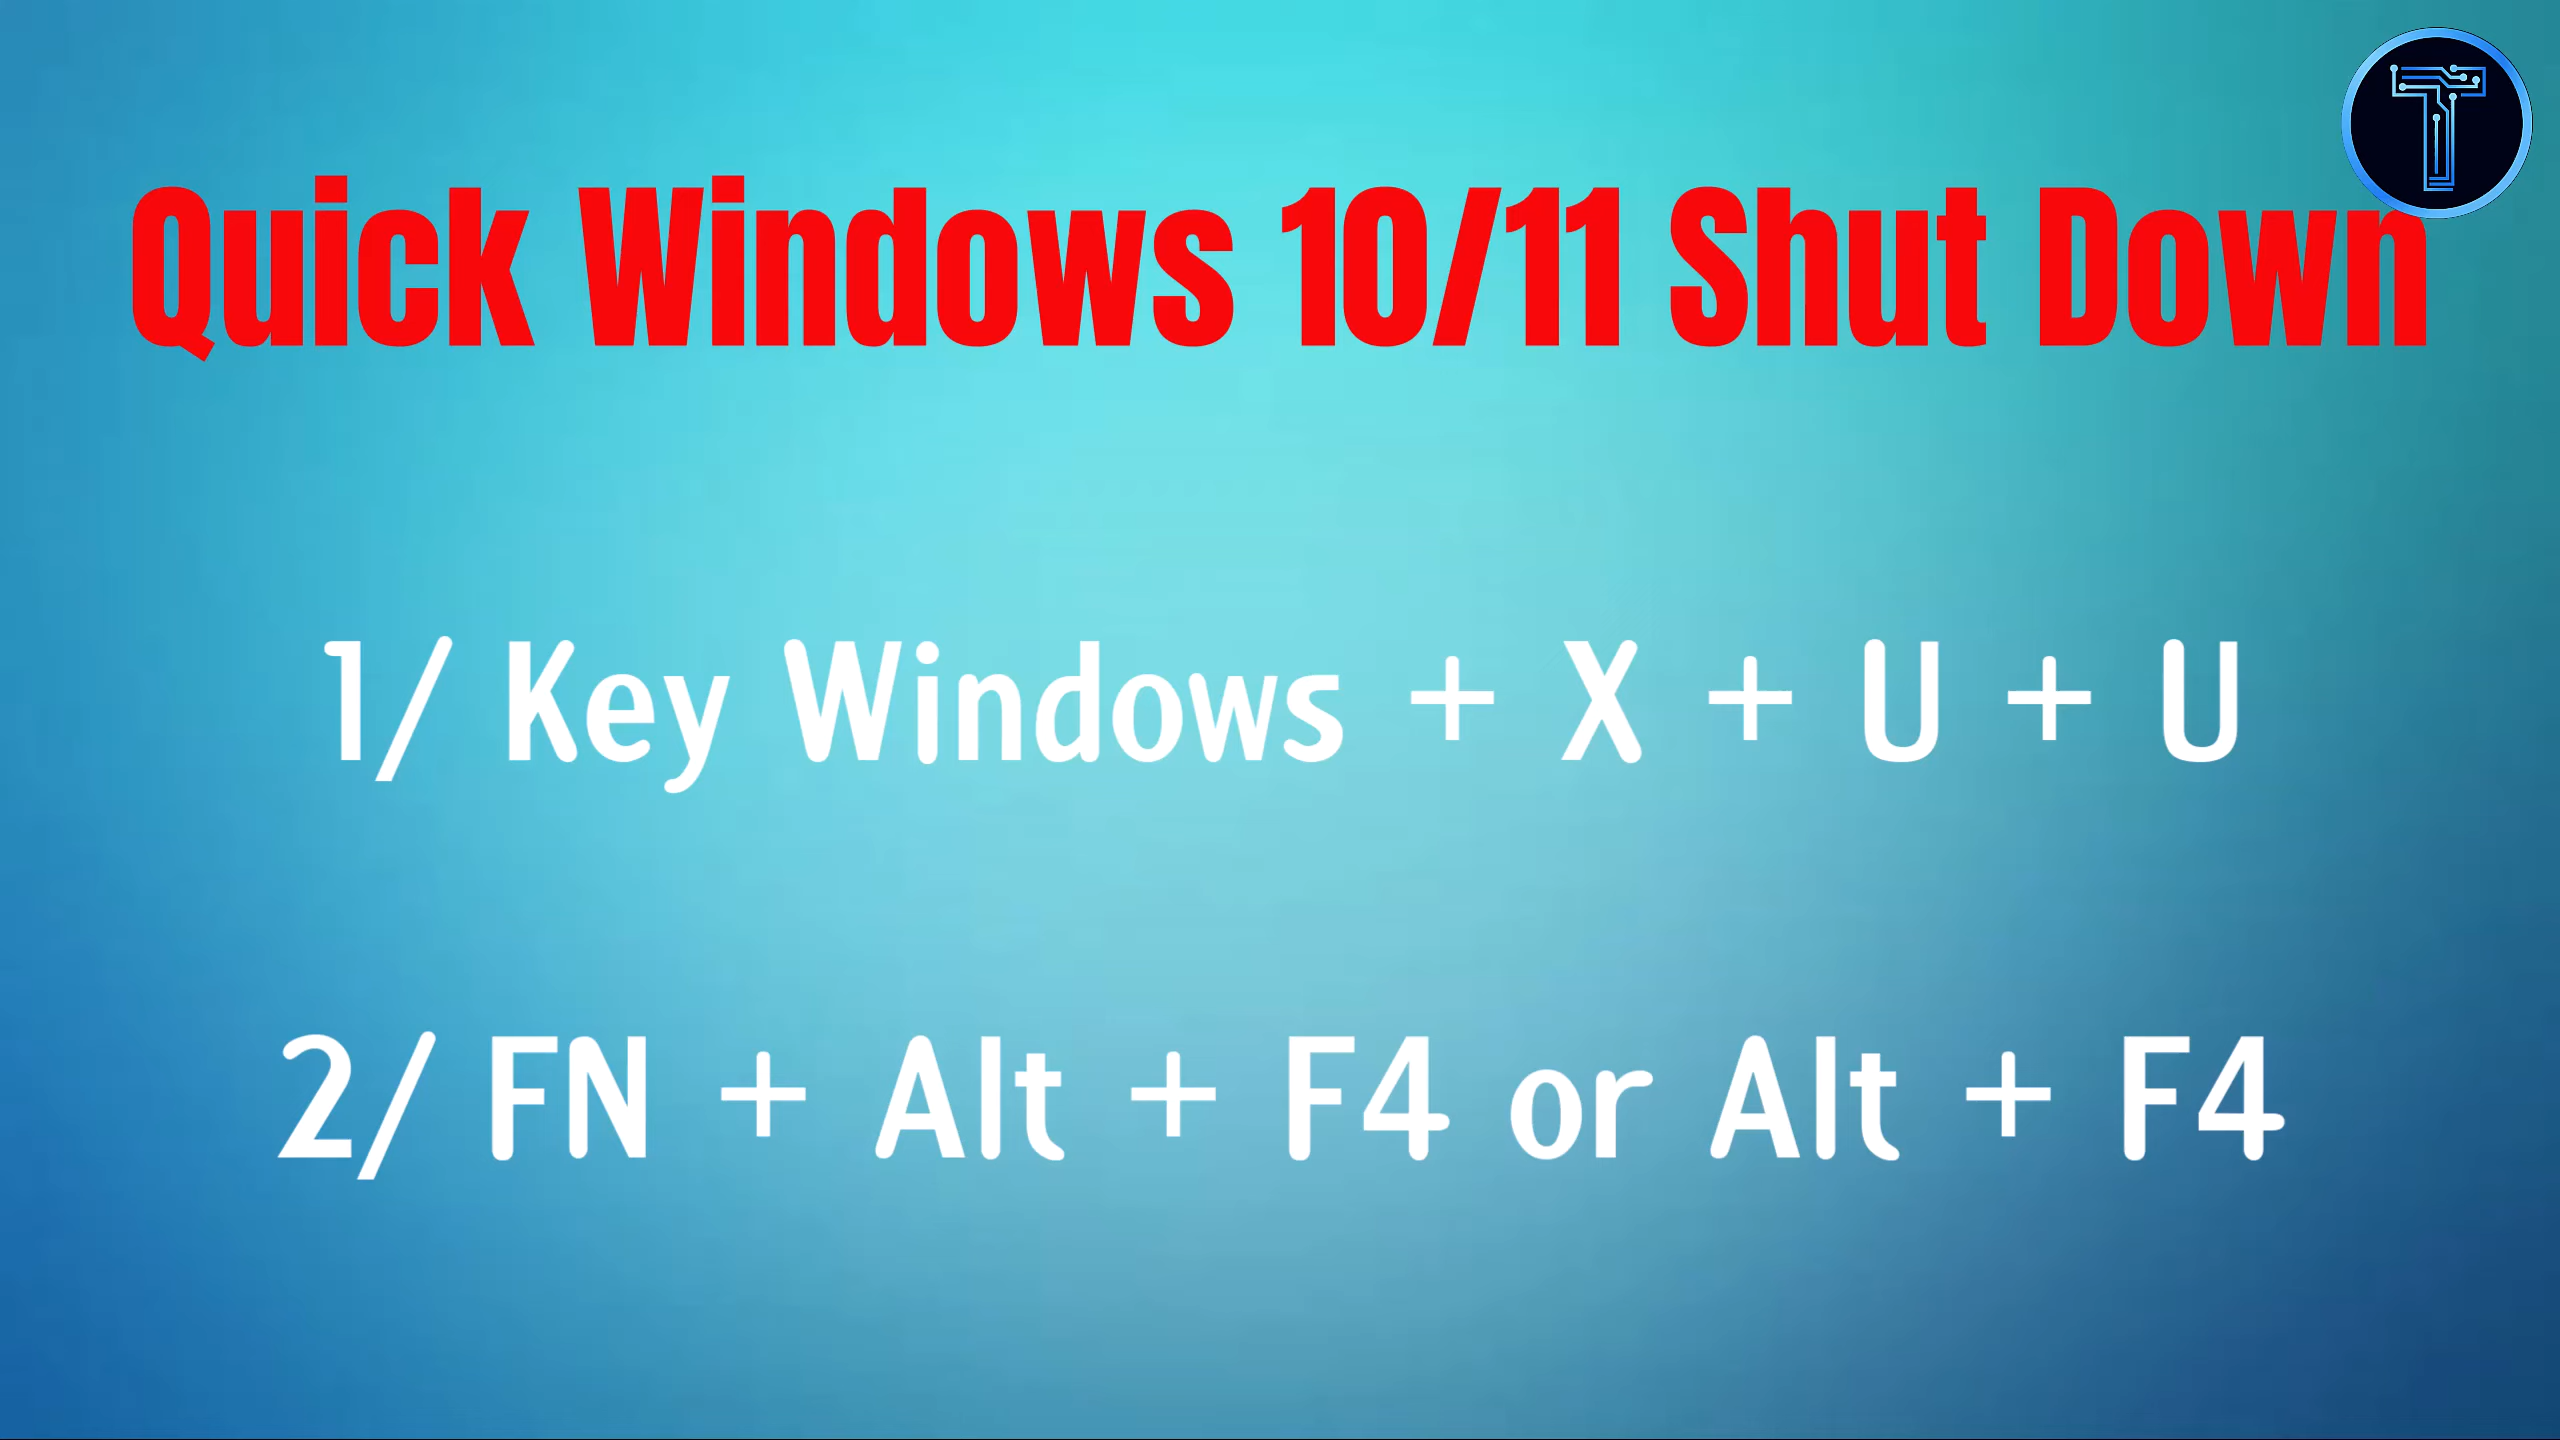 Quick Windows 10/11 Shut Down
1/ Key Windows + X + U + U
2/ FN + Alt + F4 or Alt + F4